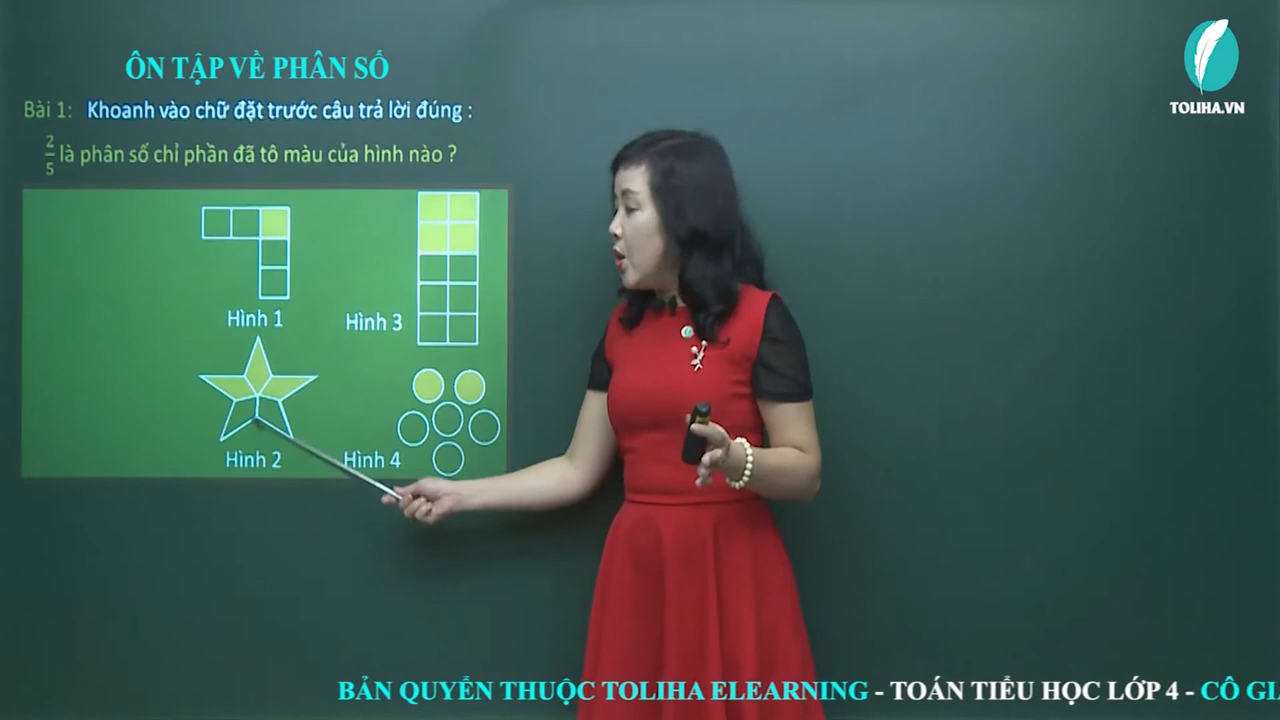 ÔN TẬP VỀ PHÂN SỐ
TOLIHA.VN
Bài 1: Khoanh vào chữ đặt trước câu trả lời đúng :
2/5 là phân số chỉ phần đã tô màu của hình nào ?
Hình 1
Hình 3
Hình 2
Hình 4
BẢN QUYỀN THUỘC TOLIHA ELEARNING - TOÁN TIỂU HỌC LỚP 4 - CÔ